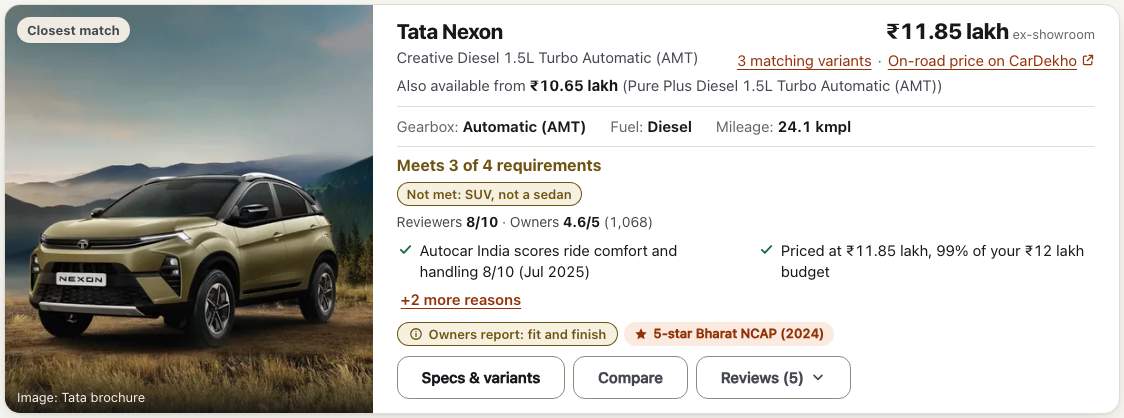 Closest match
Tata Nexon
₹11.85 lakh ex-showroom
Creative Diesel 1.5L Turbo Automatic (AMT)
3 matching variants · On-road price on CarDekho
Also available from ₹10.65 lakh (Pure Plus Diesel 1.5L Turbo Automatic (AMT))
Gearbox: Automatic (AMT) Fuel: Diesel Mileage: 24.1 kmpl
Meets 3 of 4 requirements
Not met: SUV, not a sedan
Reviewers 8/10 · Owners 4.6/5 (1,068)
Autocar India scores ride comfort and
handling 8/10 (Jul 2025)
Priced at ₹11.85 lakh, 99% of your ₹12 lakh
budget
+2 more reasons
Owners report: fit and finish
5-star Bharat NCAP (2024)
Specs & variants
Compare
Reviews (5)
NEXON
Image: Tata brochure